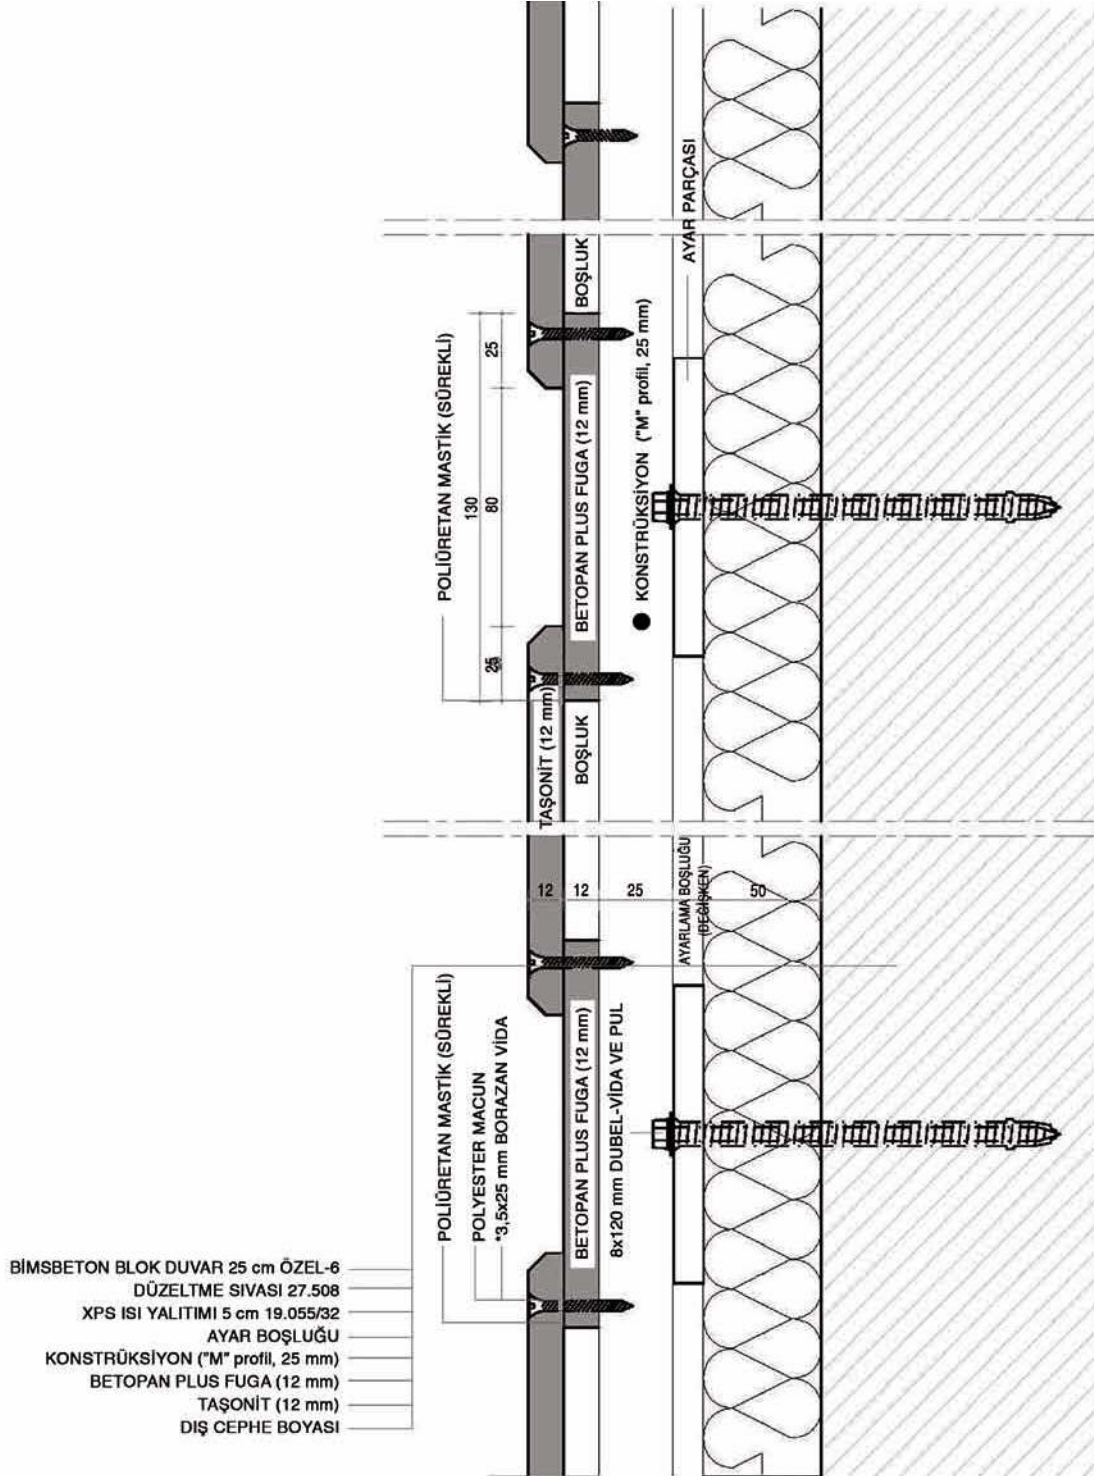 AYAR PARÇASI
BOŞLUK
POLİÜRETAN MASTİK (SÜREKLİ)
130
25
80
25
BETOPAN PLUS FUGA (12 mm)
KONSTRÜKSİYON ("M" profil, 25 mm)
TAŞONİT (12 mm)
BOŞLUK
12
12
25
AYARLAMA BOŞLUĞU
(DEĞİŞKEN)
50
POLİÜRETAN MASTİK (SÜREKLİ)
POLYESTER MACUN
*3,5x25 mm BORAZAN VİDA
BETOPAN PLUS FUGA (12 mm)
8x120 mm DUBEL-VİDA VE PUL
BİMSBETON BLOK DUVAR 25 cm ÖZEL-6
DÜZELTME SIVASI 27.508
XPS ISI YALITIMI 5 cm 19.055/32
AYAR BOŞLUĞU
KONSTRÜKSİYON ("M" profil, 25 mm)
BETOPAN PLUS FUGA (12 mm)
TAŞONİT (12 mm)
DIŞ CEPHE BOYASI